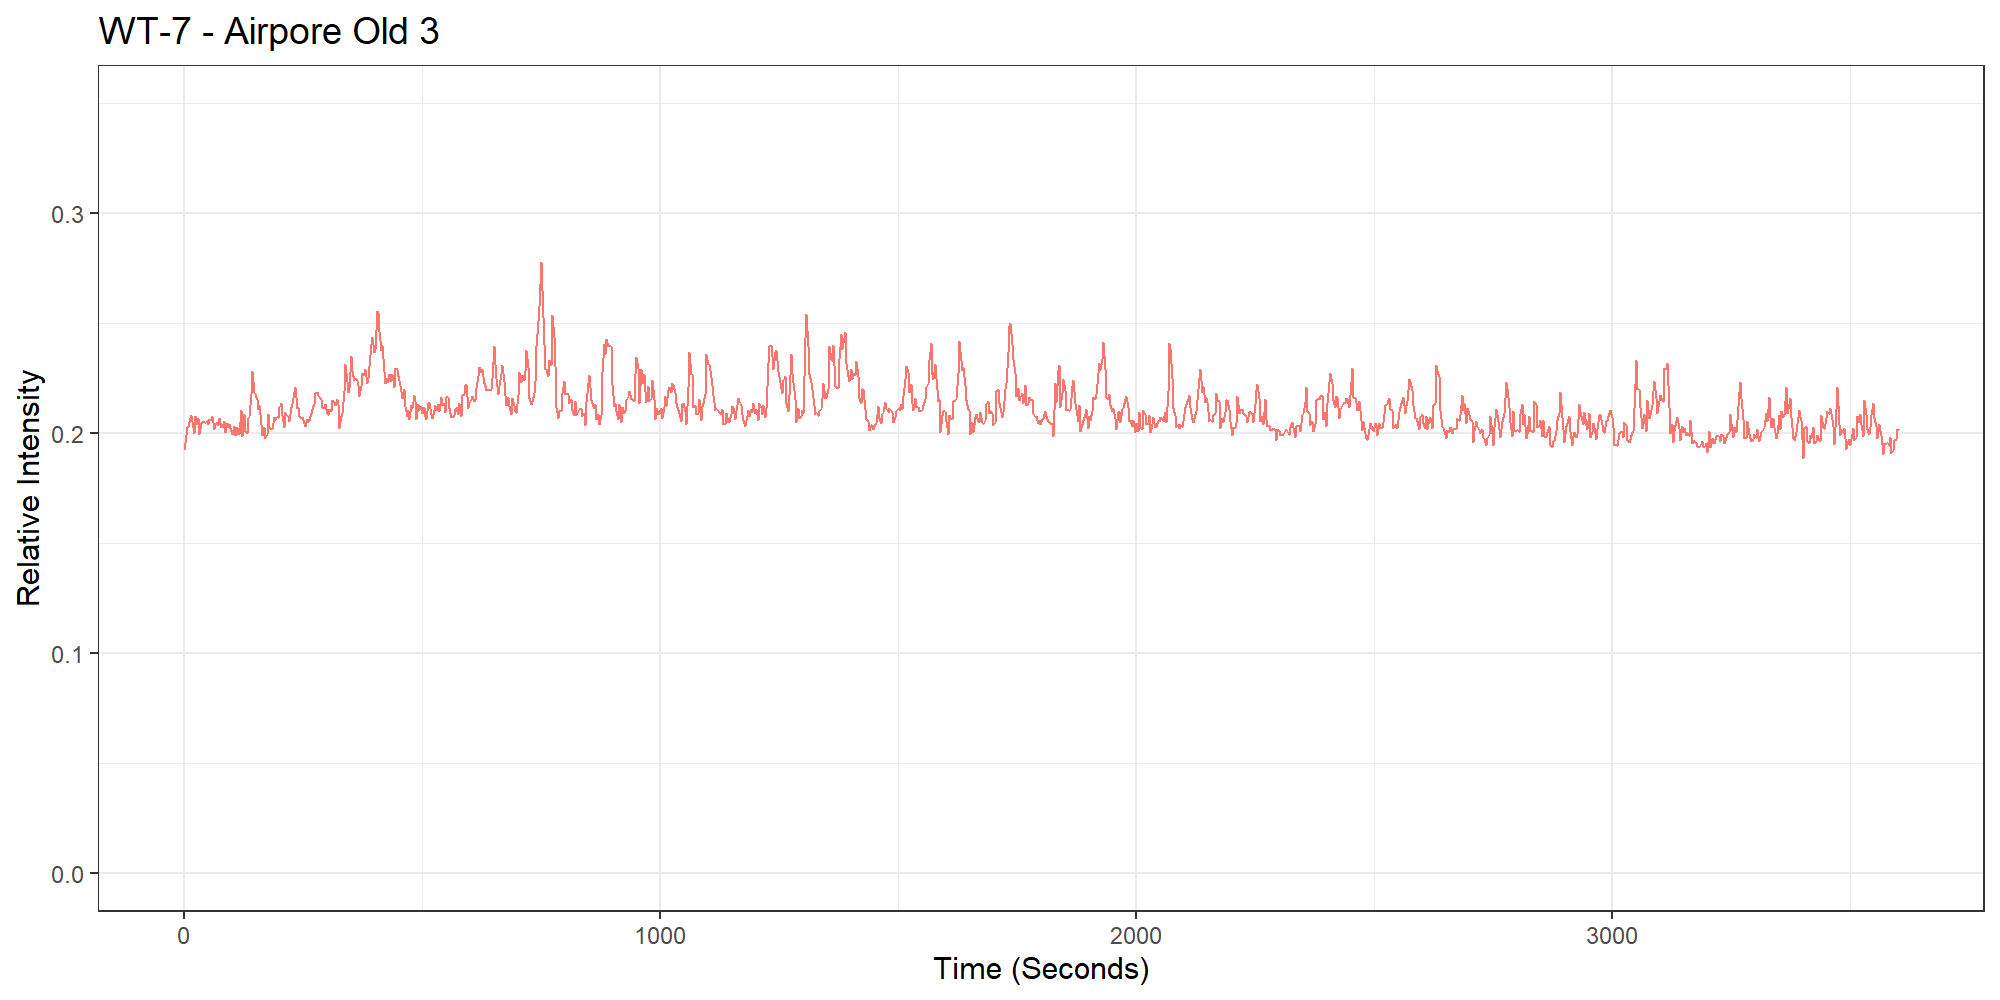 WT-7 - Airpore Old 3
Relative Intensity
0.3
0.2
0.1
0.0
0 1000 2000 3000
Time (Seconds)